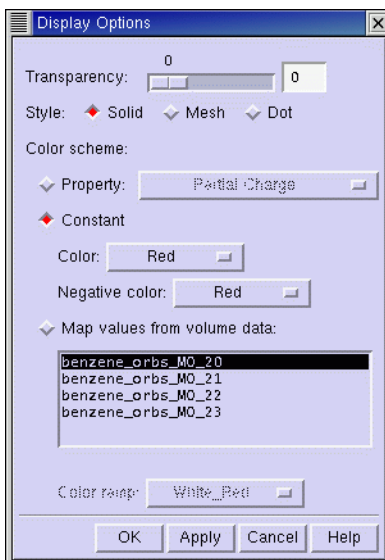 Display Options
0
Transparency: 0
Style: Solid Mesh Dot
Color scheme:
Property: Partial Charge
Constant
Color: Red
Negative color: Red
Map values from volume data:
benzene_orbs_MO_20
benzene_orbs_MO_21
benzene_orbs_MO_22
benzene_orbs_MO_23
Color ramp: White_Red
OK Apply Cancel Help